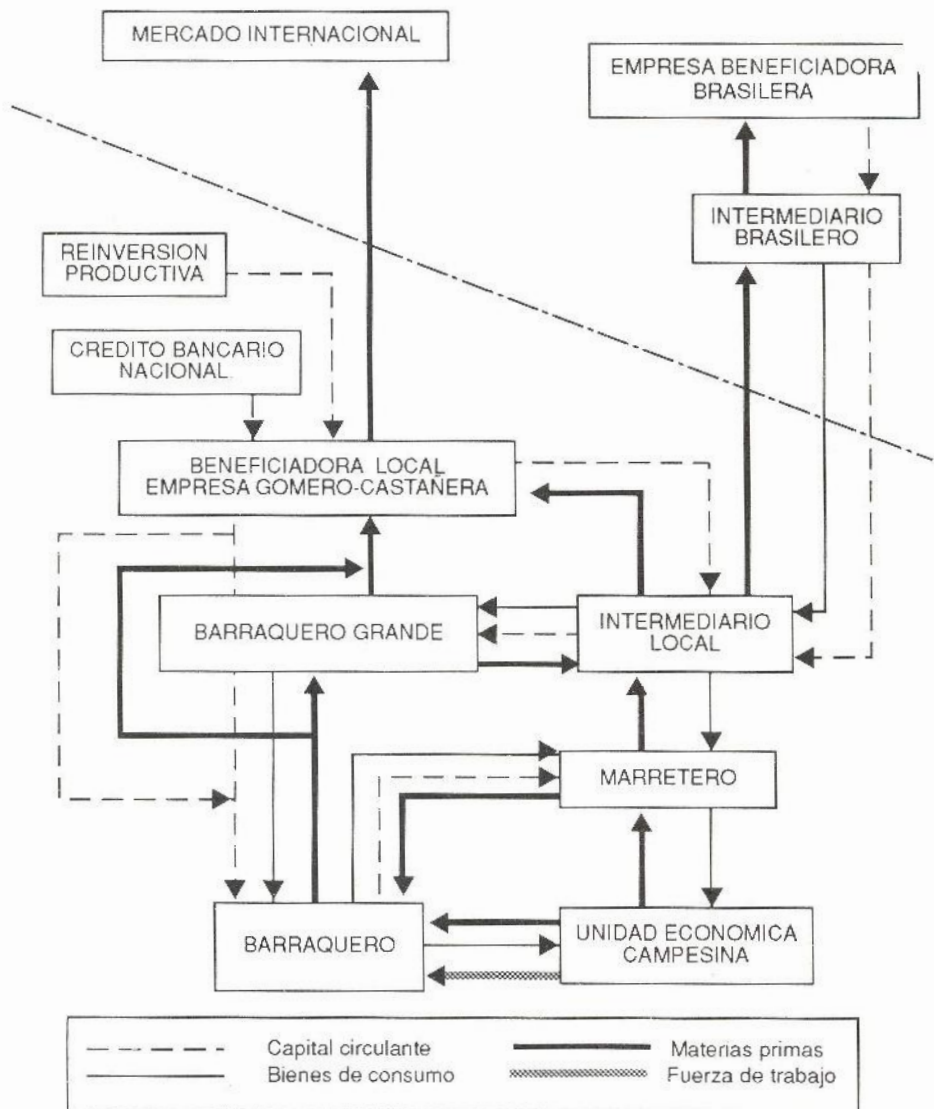 MERCADO INTERNACIONAL
EMPRESA BENEFICIADORA
BRASILERA
INTERMEDIARIO
BRASILERO
REINVERSION
PRODUCTIVA
CREDITO BANCARIO
NACIONAL
BENEFICIADORA LOCAL
EMPRESA GOMERO-CASTAÑERA
BARRAQUERO GRANDE
INTERMEDIARIO
LOCAL
MARRETERO
BARRAQUERO
UNIDAD ECONOMICA
CAMPESINA
Capital circulante
Bienes de consumo
Materias primas
Fuerza de trabajo